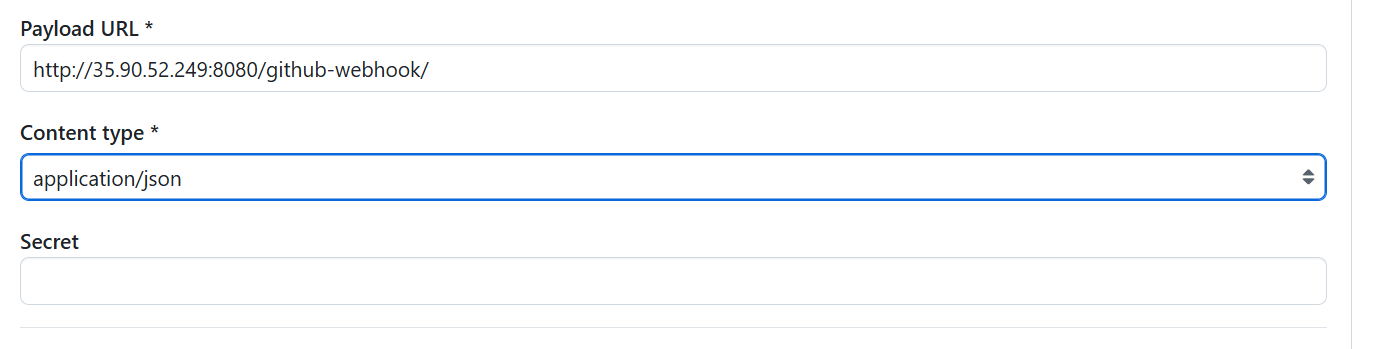 Payload URL *
http://35.90.52.249:8080/github-webhook/
Content type *
application/json
Secret